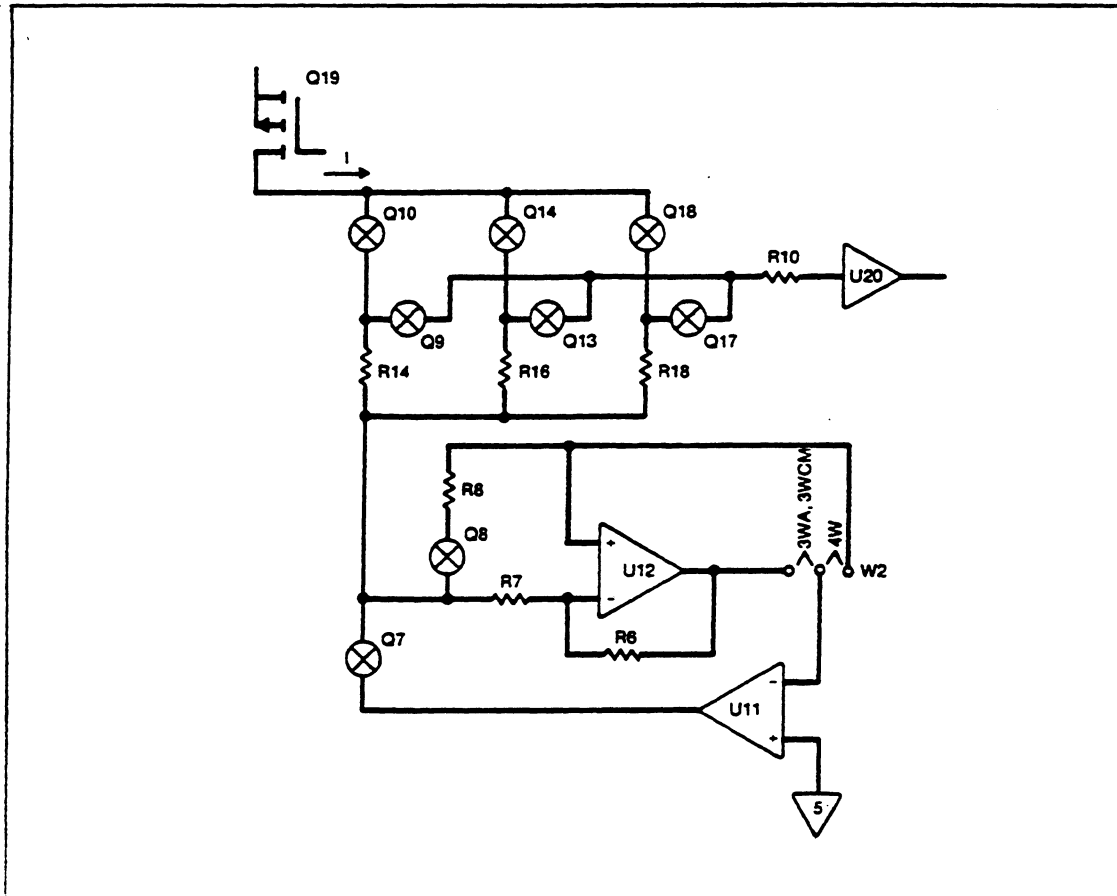 Q19
I
Q10
Q14
Q18
R10
U20
Q9
Q13
Q17
R14
R16
R18
R8
Q8
3WA, 3WCM
4W
U12
W2
R7
+
-
R6
Q7
-
U11
+
5